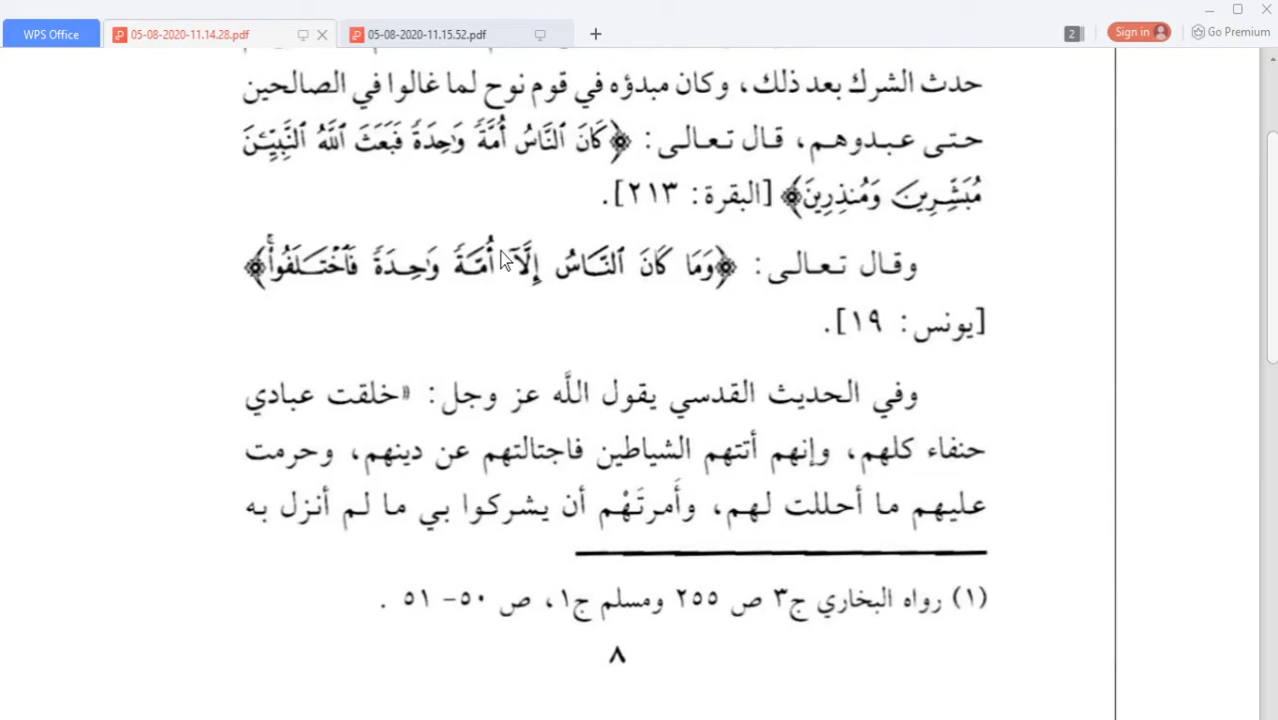 WPS Office
05-08-2020-11.14.28.pdf
05-08-2020-11.15.52.pdf
2
Sign in
Go Premium
حدث الشرك بعد ذلك، وكان مبدؤه في قوم نوح لما غالوا في الصالحين
حتى عبدوهم، قال تعالى: ﴿كَانَ ٱلنَّاسُ أُمَّةً وَٰحِدَةً فَبَعَثَ ٱللَّهُ ٱلنَّبِيِّـۧنَ
مُبَشِّرِينَ وَمُنذِرِينَ﴾ [البقرة: ٢١٣].
وقال تعالى: ﴿وَمَا كَانَ ٱلنَّاسُ إِلَّآ أُمَّةً وَٰحِدَةً فَٱخْتَلَفُوا۟ۚ﴾
[يونس: ١٩].
وفي الحديث القدسي يقول اللَّه عز وجل: «خلقت عبادي
حنفاء كلهم، وإنهم أتتهم الشياطين فاجتالتهم عن دينهم، وحرمت
عليهم ما أحللت لهم، وأَمرتَهْم أن يشركوا بي ما لم أنزل به
(١) رواه البخاري ج٣ ص ٢٥٥ ومسلم ج١، ص ٥٠- ٥١ .
٨